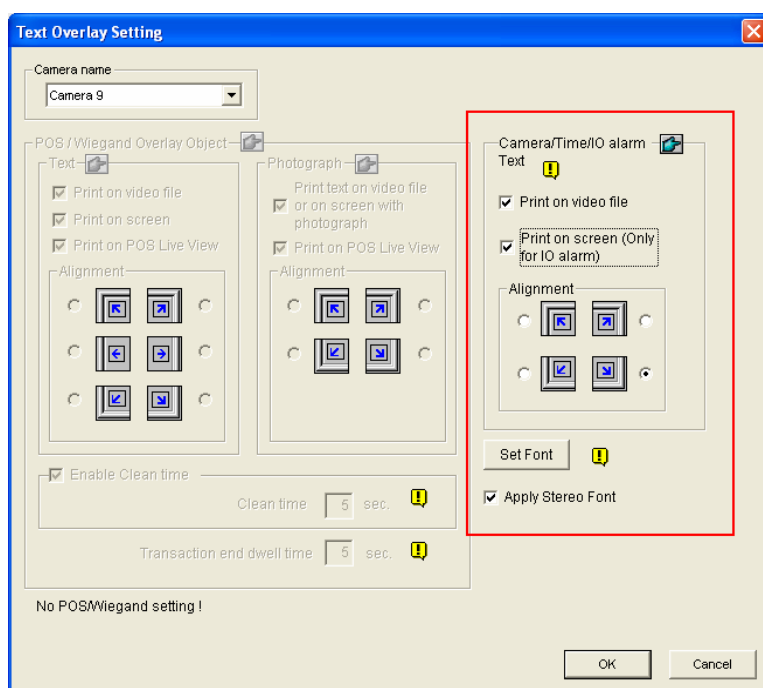 Text Overlay Setting
Camera name
Camera 9
POS / Wiegand Overlay Object
Text
Print on video file
Print on screen
Print on POS Live View
Alignment
Photograph
Print text on video file
or on screen with
photograph
Print on POS Live View
Alignment
Enable Clean time
Clean time 5 sec.
Transaction end dwell time 5 sec.
No POS/Wiegand setting !
Camera/Time/IO alarm
Text
Print on video file
Print on screen (Only
for IO alarm)
Alignment
Set Font
Apply Stereo Font
OK
Cancel